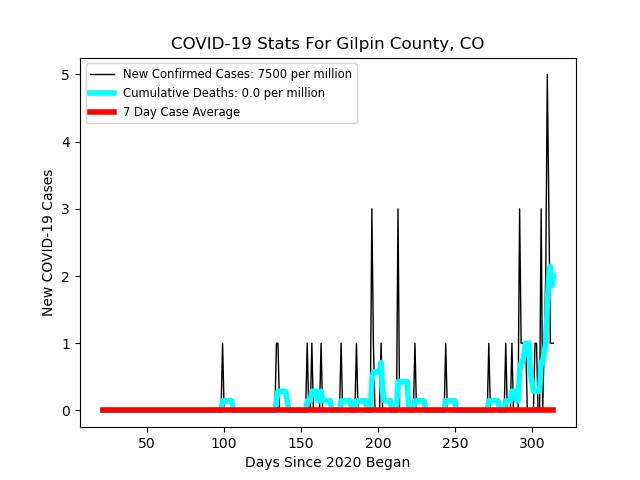 COVID-19 Stats For Gilpin County, CO
New Confirmed Cases: 7500 per million
Cumulative Deaths: 0.0 per million
7 Day Case Average
New COVID-19 Cases
5
4
3
2
1
0
50 100 150 200 250 300
Days Since 2020 Began